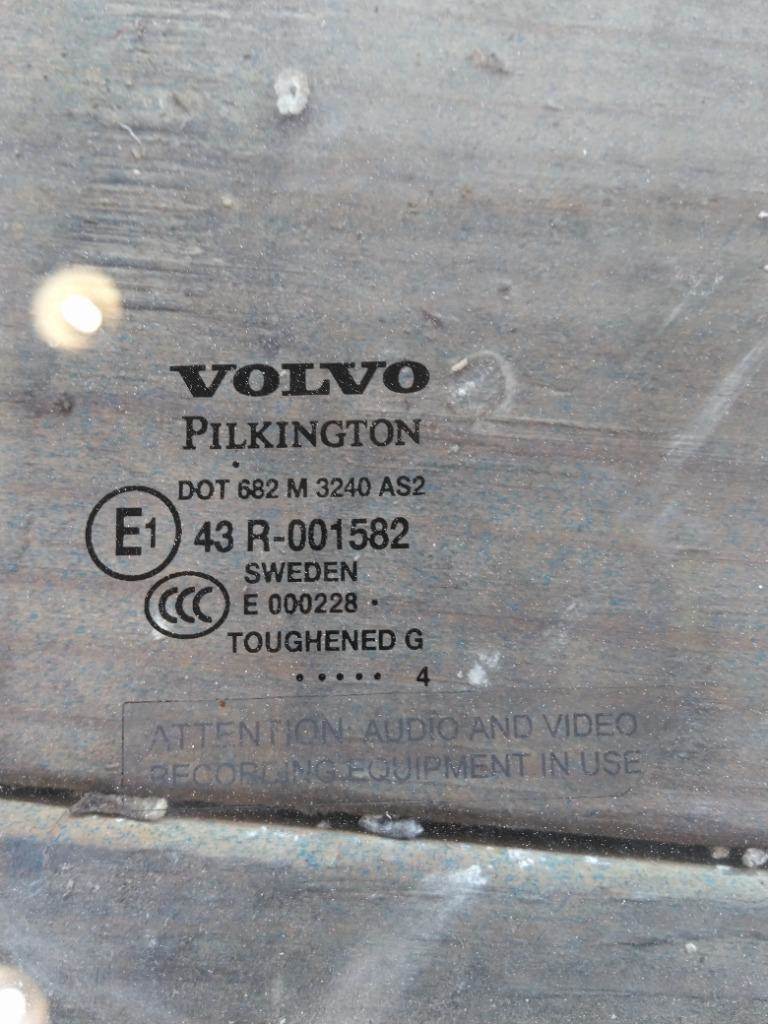 VOLVO
PILKINGTON
DOT 682 M 3240 AS2
E1 43 R-001582
SWEDEN
CCC E 000228 ·
TOUGHENED G
· · · · · 4
ATTENTION: AUDIO AND VIDEO
RECORDING EQUIPMENT IN USE